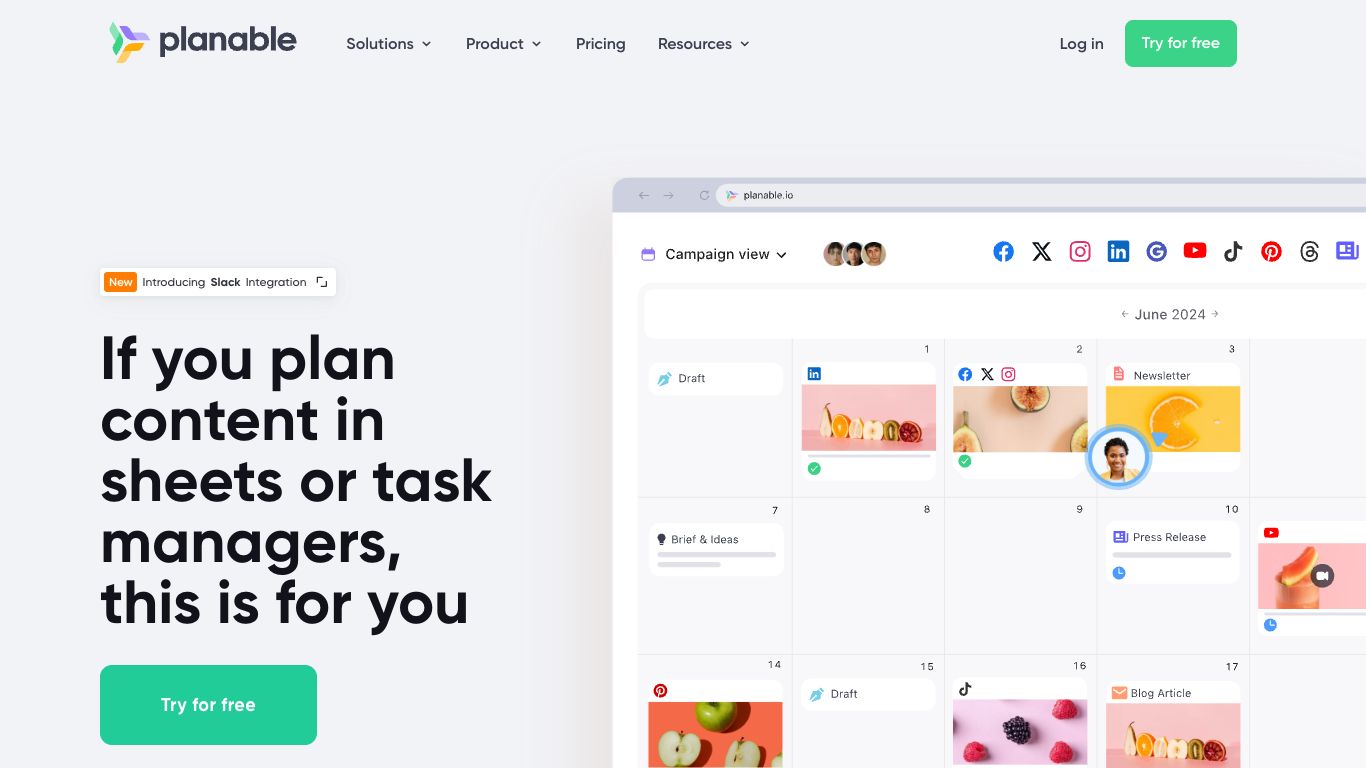 planable
Solutions
Product
Pricing
Resources
Log in
Try for free
planable.io
Campaign view
New Introducing Slack Integration
If you plan
content in
sheets or task
managers,
this is for you
Try for free
June 2024
1
2
3
Draft
Newsletter
7
8
9
10
Brief & Ideas
Press Release
14
15
16
17
Draft
Blog Article